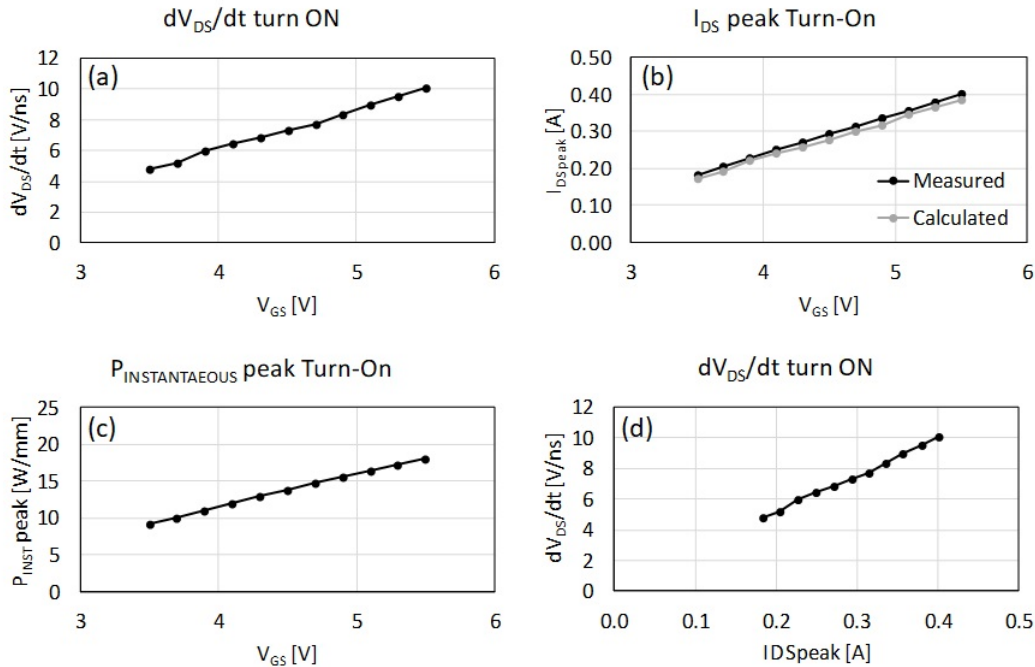 dV_DS/dt turn ON
(a)
dV_DS/dt [V/ns]
12
10
8
6
4
2
0
3 4 5 6
V_GS [V]
I_DS peak Turn-On
(b)
I_DSpeak [A]
0.50
0.40
0.30
0.20
0.10
0.00
Measured
Calculated
3 4 5 6
V_GS [V]
P_INSTANTAEOUS peak Turn-On
(c)
P_INST peak [W/mm]
25
20
15
10
5
0
3 4 5 6
V_GS [V]
dV_DS/dt turn ON
(d)
dV_DS/dt [V/ns]
12
10
8
6
4
2
0
0.0 0.1 0.2 0.3 0.4 0.5
IDSpeak [A]